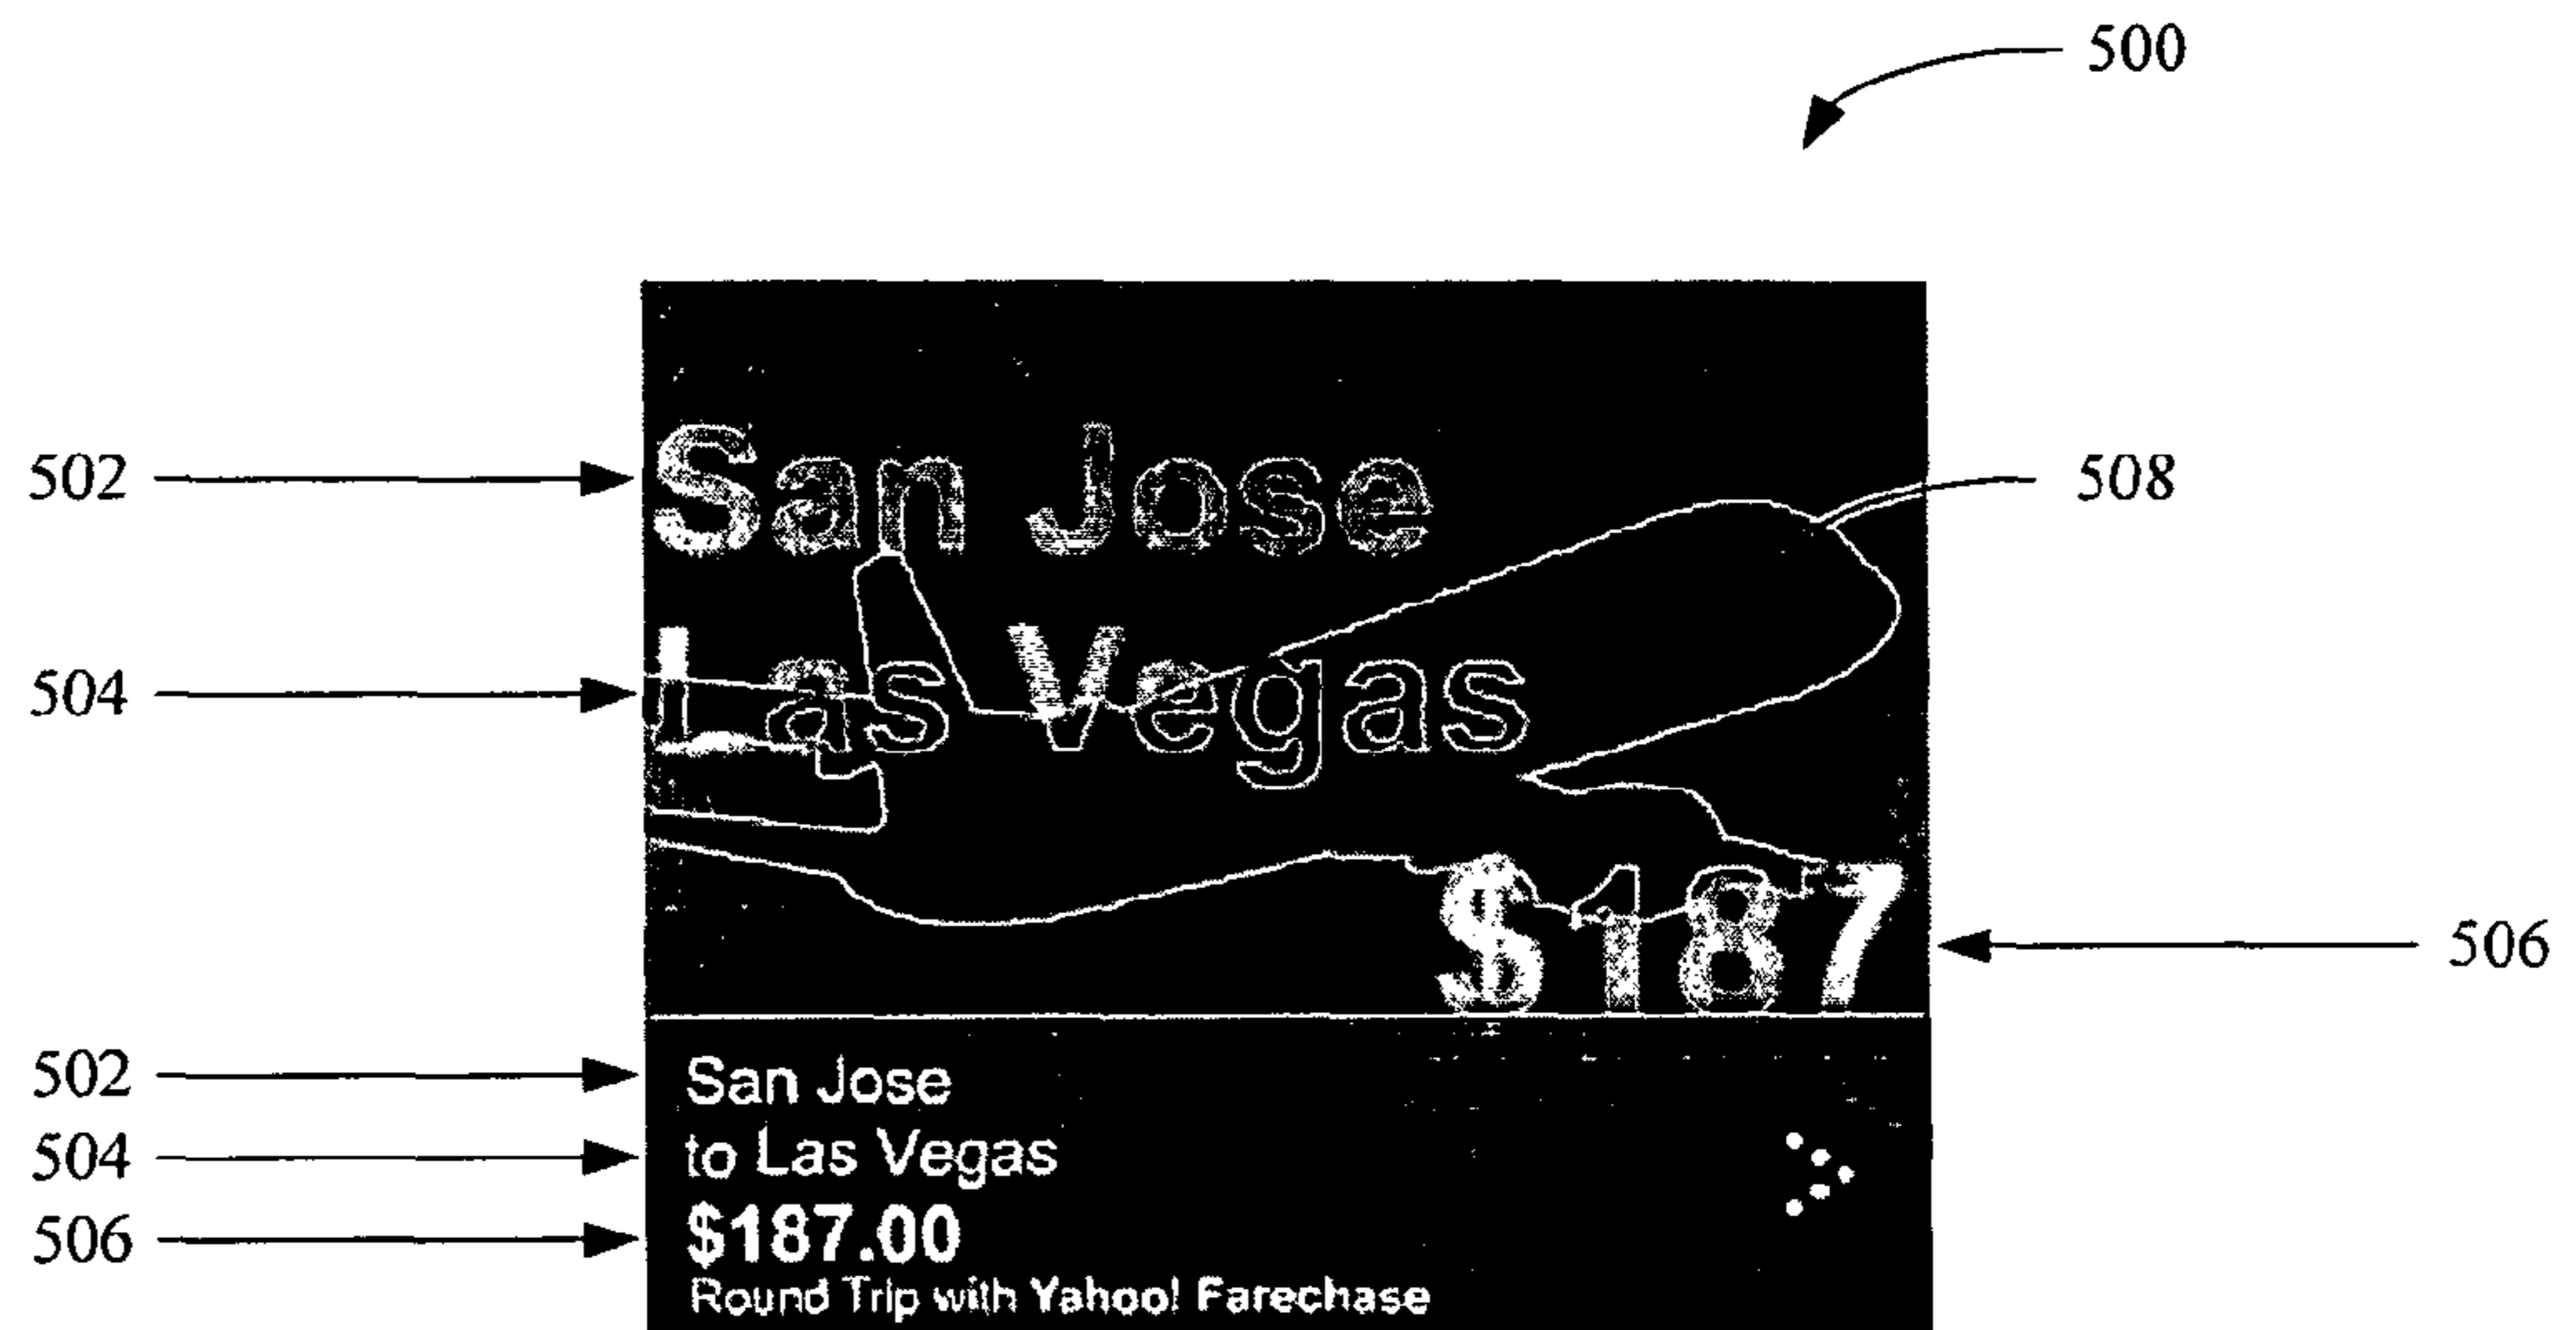 500
502 San Jose 508
504 Las Vegas
$187 506
502 San Jose
504 to Las Vegas
506 $187.00
Round Trip with Yahoo! Farechase